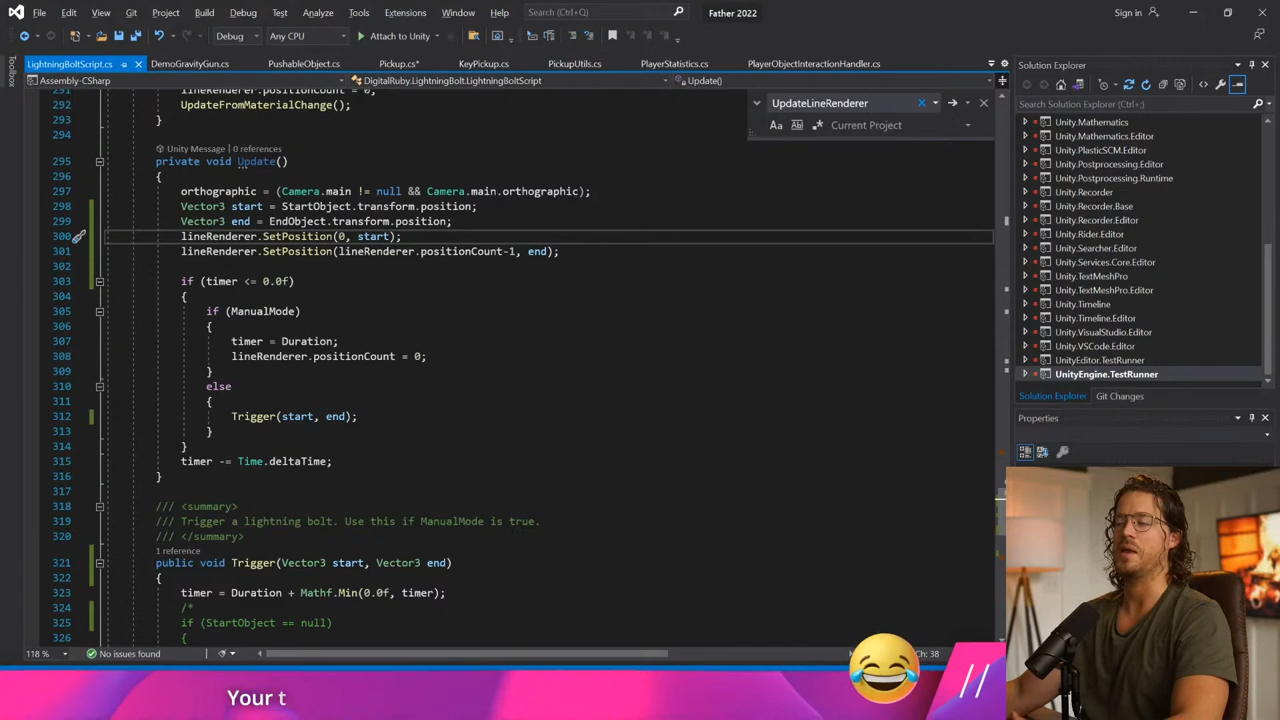 File Edit View Git Project Build Debug Test Analyze Tools Extensions Window Help Search (Ctrl+Q) Father 2022 Sign in
Debug Any CPU Attach to Unity
Toolbox
LightningBoltScript.cs DemoGravityGun.cs PushableObject.cs Pickup.cs* KeyPickup.cs PickupUtils.cs PlayerStatistics.cs PlayerObjectInteractionHandler.cs
Assembly-CSharp DigitalRuby.LightningBolt.LightningBoltScript Update()
UpdateLineRenderer
Aa Current Project
291 lineRenderer.positionCount = 0;
292 UpdateFromMaterialChange();
293 }
294
Unity Message | 0 references
295 private void Update()
296 {
297 orthographic = (Camera.main != null && Camera.main.orthographic);
298 Vector3 start = StartObject.transform.position;
299 Vector3 end = EndObject.transform.position;
300 lineRenderer.SetPosition(0, start);
301 lineRenderer.SetPosition(lineRenderer.positionCount-1, end);
302
303 if (timer <= 0.0f)
304 {
305 if (ManualMode)
306 {
307 timer = Duration;
308 lineRenderer.positionCount = 0;
309 }
310 else
311 {
312 Trigger(start, end);
313 }
314 }
315 timer -= Time.deltaTime;
316 }
317
318 /// <summary>
319 /// Trigger a lightning bolt. Use this if ManualMode is true.
320 /// </summary>
1 reference
321 public void Trigger(Vector3 start, Vector3 end)
322 {
323 timer = Duration + Mathf.Min(0.0f, timer);
324 /*
325 if (StartObject == null)
326 {
118 % No issues found Ch: 38
Solution Explorer
Search Solution Explorer (Ctrl+;)
Unity.Mathematics
Unity.Mathematics.Editor
Unity.PlasticSCM.Editor
Unity.Postprocessing.Editor
Unity.Postprocessing.Runtime
Unity.Recorder
Unity.Recorder.Base
Unity.Recorder.Editor
Unity.Rider.Editor
Unity.Searcher.Editor
Unity.Services.Core.Editor
Unity.TextMeshPro
Unity.TextMeshPro.Editor
Unity.Timeline
Unity.Timeline.Editor
Unity.VisualStudio.Editor
Unity.VSCode.Editor
UnityEditor.TestRunner
UnityEngine.TestRunner
Solution Explorer Git Changes
Properties
Your t
//